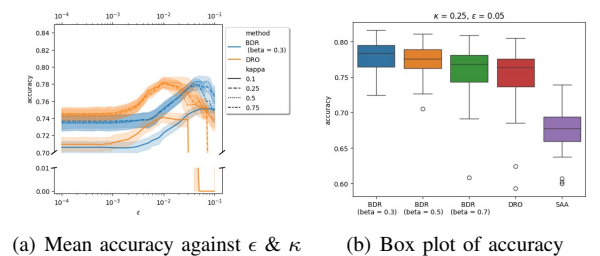 10⁻⁴ 10⁻³ 10⁻² 10⁻¹
0.84
0.82
0.80
0.78
0.76
0.74
0.72
0.70
0.01
0.00
accuracy
10⁻⁴ 10⁻³ 10⁻² 10⁻¹
ε
method
BDR
(beta = 0.3)
DRO
kappa
0.1
0.25
0.5
0.75
(a) Mean accuracy against ϵ & κ
κ = 0.25, ε = 0.05
0.80
0.75
0.70
0.65
0.60
accuracy
BDR BDR BDR DRO SAA
(beta = 0.3) (beta = 0.5) (beta = 0.7)
(b) Box plot of accuracy